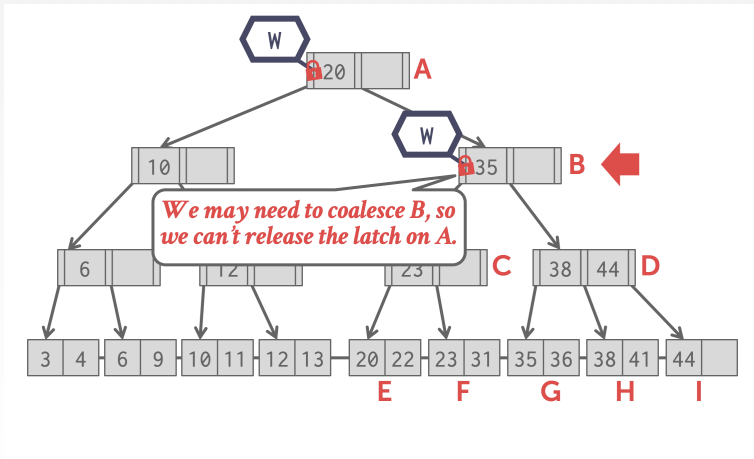 W
20 A
W
10
35 B
We may need to coalesce B, so
we can't release the latch on A.
6
12
23 C
38 44 D
3 4 6 9 10 11 12 13 20 22 23 31 35 36 38 41 44
E F G H I